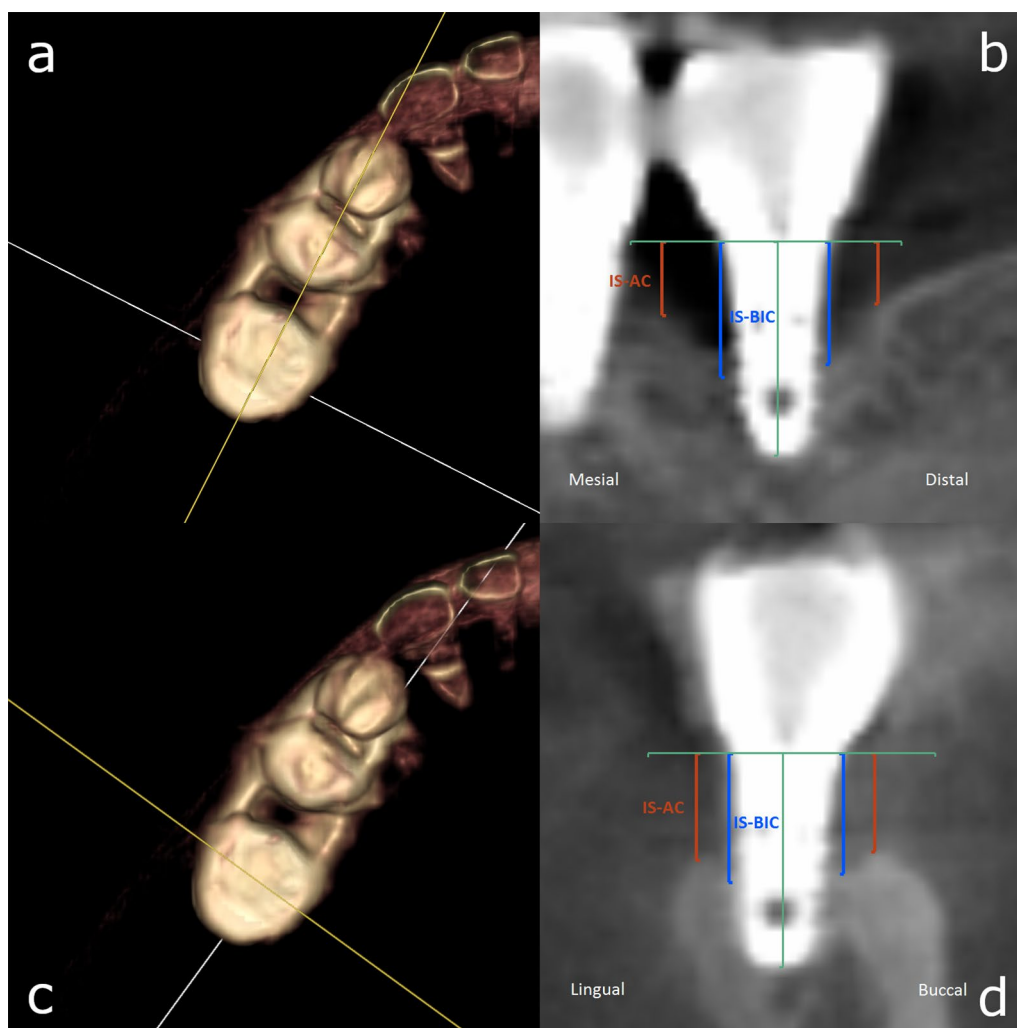 a
b
IS-AC
IS-BIC
Mesial
Distal
c
IS-AC
IS-BIC
Lingual
Buccal
d